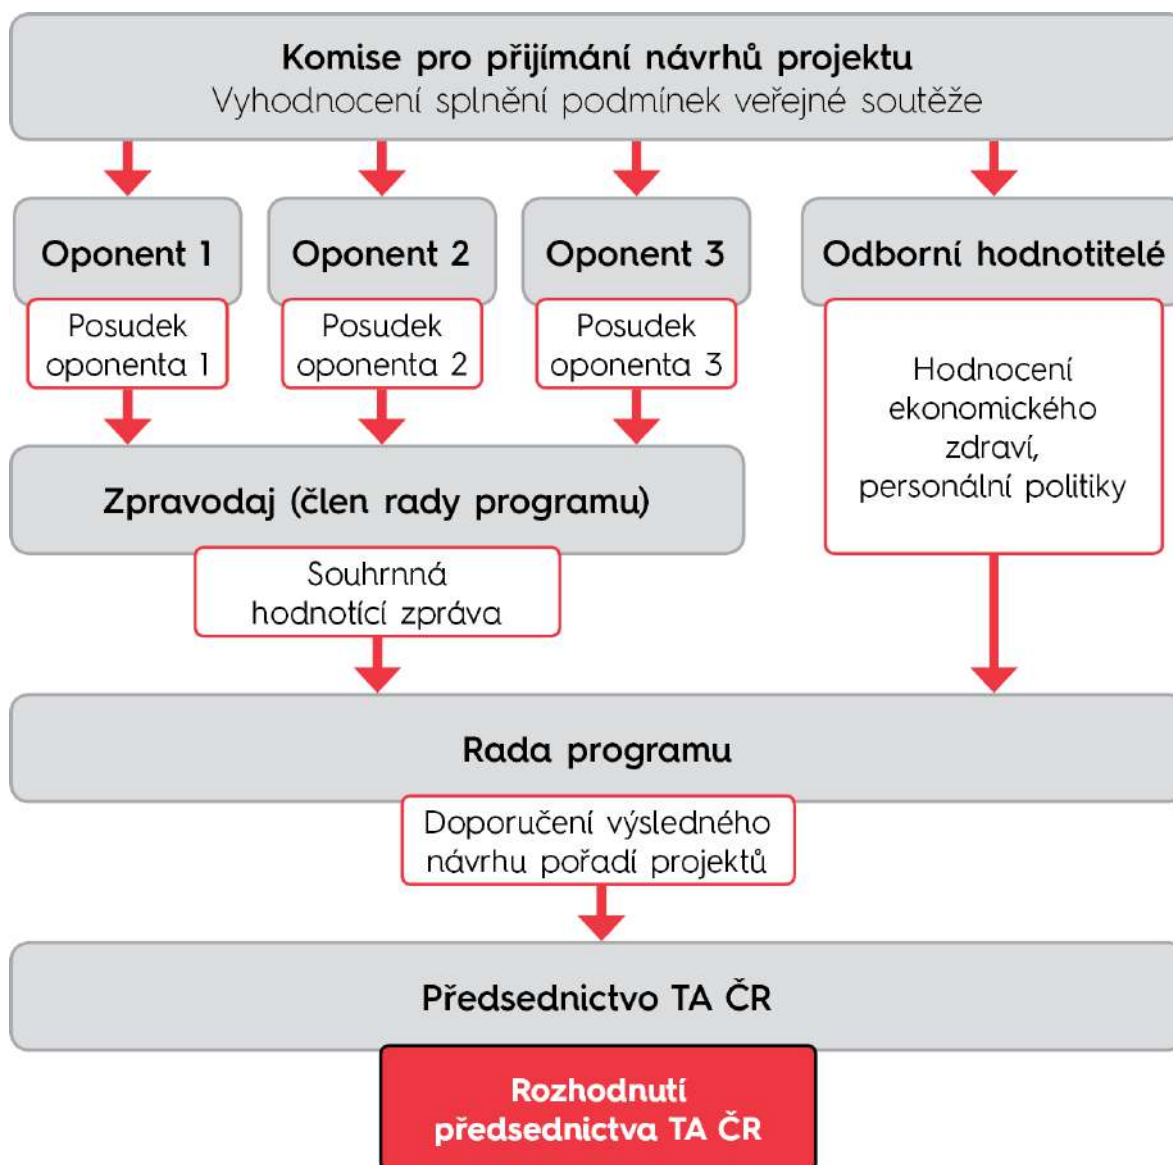 Komise pro přijímání návrhů projektu
Vyhodnocení splnění podmínek veřejné soutěže
Oponent 1
Oponent 2
Oponent 3
Odborní hodnotitelé
Posudek
oponenta 1
Posudek
oponenta 2
Posudek
oponenta 3
Hodnocení
ekonomického
zdraví,
personální politiky
Zpravodaj (člen rady programu)
Souhrnná
hodnotící zpráva
Rada programu
Doporučení výsledného
návrhu pořadí projektů
Předsednictvo TA ČR
Rozhodnutí
předsednictva TA ČR